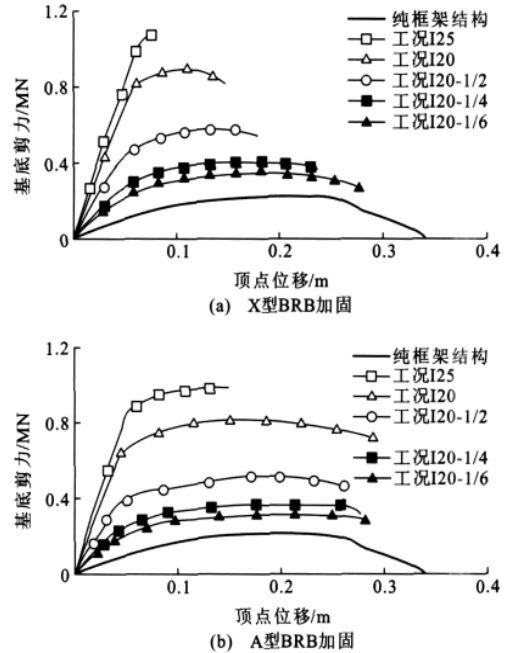 1.2
0.8
0.4
0
基底剪力/MN
纯框架结构
工况I25
工况I20
工况I20-1/2
工况I20-1/4
工况I20-1/6
0.1 0.2 0.3 0.4
顶点位移/m
(a) X型BRB加固
1.2
0.8
0.4
0
基底剪力/MN
纯框架结构
工况I25
工况I20
工况I20-1/2
工况I20-1/4
工况I20-1/6
0.1 0.2 0.3 0.4
顶点位移/m
(b) A型BRB加固